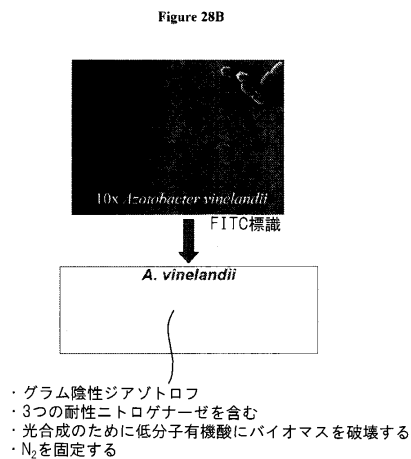 Figure 28B
10x Azotobacter vinelandii
FITC標識
A. vinelandii
・グラム陰性ジアゾトロフ
・3つの耐性ニトロゲナーゼを含む
・光合成のために低分子有機酸にバイオマスを破壊する
・N₂を固定する